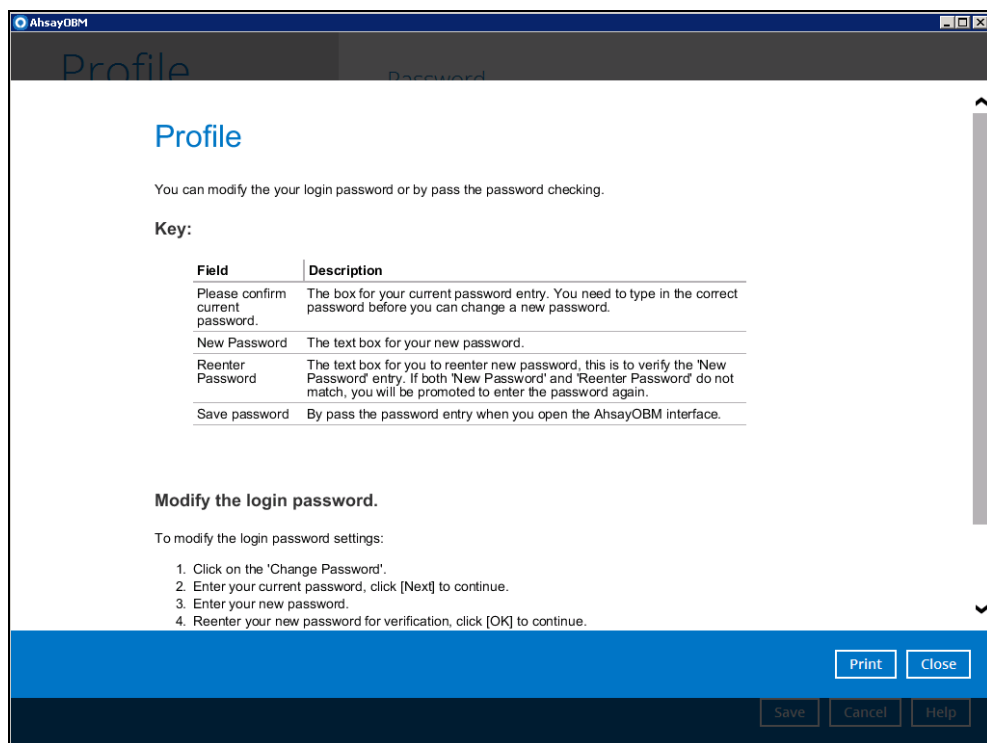 AhsayOBM
Profile
Password
Profile
You can modify the your login password or by pass the password checking.
Key:
Field Description
Please confirm The box for your current password entry. You need to type in the correct
current password before you can change a new password.
password.
New Password The text box for your new password.
Reenter The text box for you to reenter new password, this is to verify the 'New
Password Password' entry. If both 'New Password' and 'Reenter Password' do not
match, you will be promoted to enter the password again.
Save password By pass the password entry when you open the AhsayOBM interface.
Modify the login password.
To modify the login password settings:
1. Click on the 'Change Password'.
2. Enter your current password, click [Next] to continue.
3. Enter your new password.
4. Reenter your new password for verification, click [OK] to continue.
Print Close
Save Cancel Help